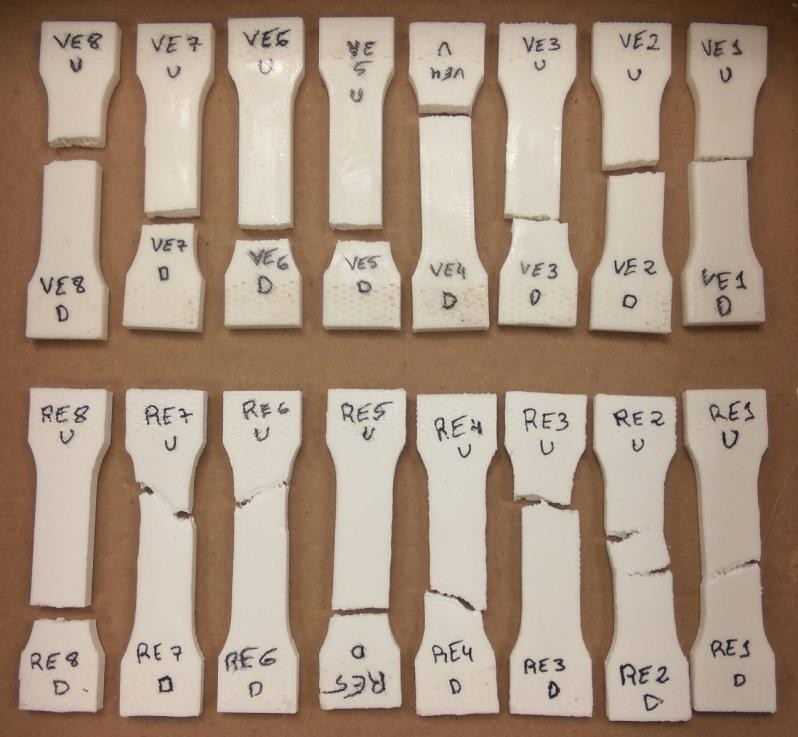 VE8 VE7 VE6 VE VE3 VE2 VE1
U U U 5 U U U U
U
VE4
VE7 VE6 VE5 VE4 VE3 VE2 VE1
D D D D D D D
VE8
D
RE8 RE7 RE6 RE5 RE4 RE3 RE2 RE1
U U U U U U U U
RE8 RE7 RE6 D RE4 RE3 RE2 RE1
D D D RE5 D D D D